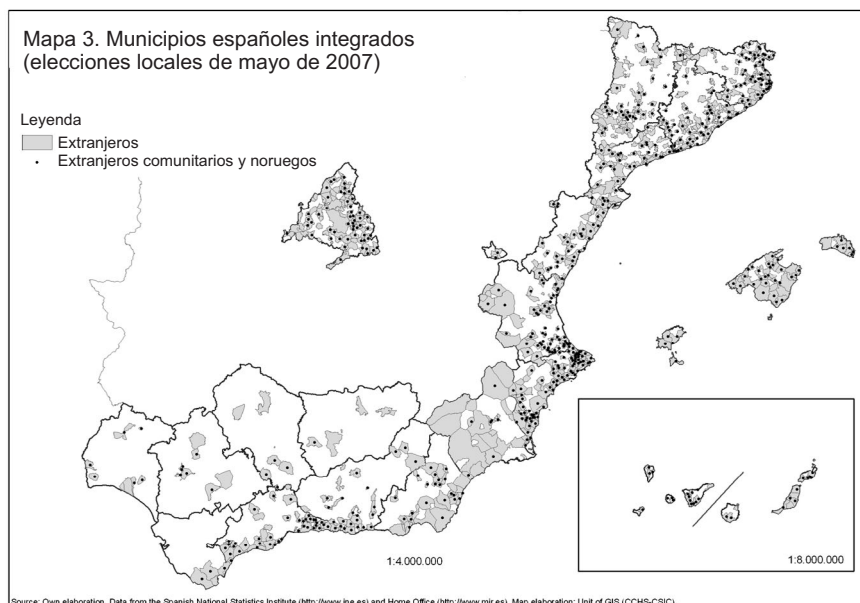 Mapa 3. Municipios españoles integrados
(elecciones locales de mayo de 2007)
Leyenda
Extranjeros
Extranjeros comunitarios y noruegos
1:4.000.000
1:8.000.000
Source: Own elaboration. Data from the Spanish National Statistics Institute (http://www.ine.es) and Home Office (http://www.mir.es). Map elaboration: Unit of GIS (CCHS-CSIC)